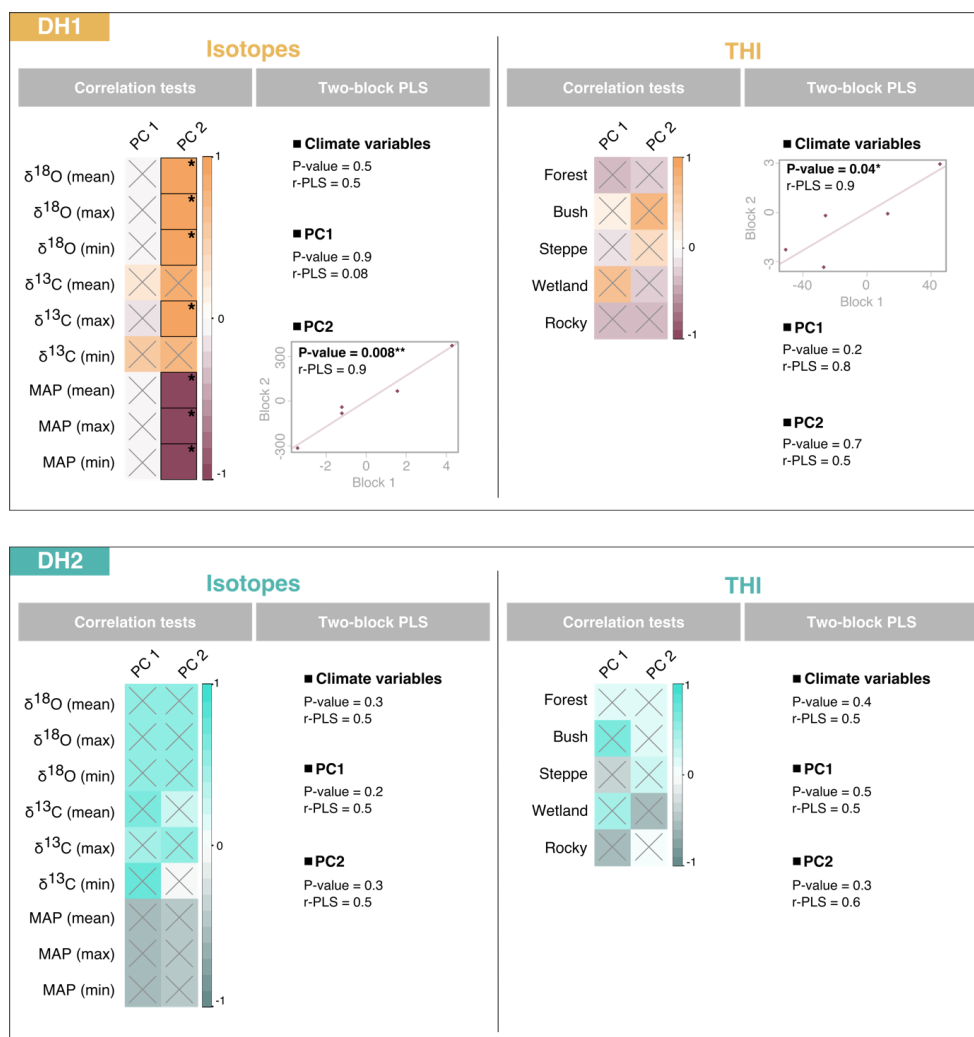 DH1
Isotopes
Correlation tests
Two-block PLS
PC 1
PC 2
δ18O (mean)
δ18O (max)
δ18O (min)
δ13C (mean)
δ13C (max)
δ13C (min)
MAP (mean)
MAP (max)
MAP (min)
*
*
*
*
*
*
*
1
0
-1
■ Climate variables
P-value = 0.5
r-PLS = 0.5
■ PC1
P-value = 0.9
r-PLS = 0.08
■ PC2
P-value = 0.008**
r-PLS = 0.9
Block 2
300
0
-300
-2
0
2
4
Block 1
THI
Correlation tests
Two-block PLS
PC 1
PC 2
Forest
Bush
Steppe
Wetland
Rocky
1
0
-1
■ Climate variables
P-value = 0.04*
r-PLS = 0.9
Block 2
3
0
-3
-40
0
40
Block 1
■ PC1
P-value = 0.2
r-PLS = 0.8
■ PC2
P-value = 0.7
r-PLS = 0.5
DH2
Isotopes
Correlation tests
Two-block PLS
PC 1
PC 2
δ18O (mean)
δ18O (max)
δ18O (min)
δ13C (mean)
δ13C (max)
δ13C (min)
MAP (mean)
MAP (max)
MAP (min)
1
0
-1
■ Climate variables
P-value = 0.3
r-PLS = 0.5
■ PC1
P-value = 0.2
r-PLS = 0.5
■ PC2
P-value = 0.3
r-PLS = 0.5
THI
Correlation tests
Two-block PLS
PC 1
PC 2
Forest
Bush
Steppe
Wetland
Rocky
1
0
-1
■ Climate variables
P-value = 0.4
r-PLS = 0.5
■ PC1
P-value = 0.5
r-PLS = 0.5
■ PC2
P-value = 0.3
r-PLS = 0.6